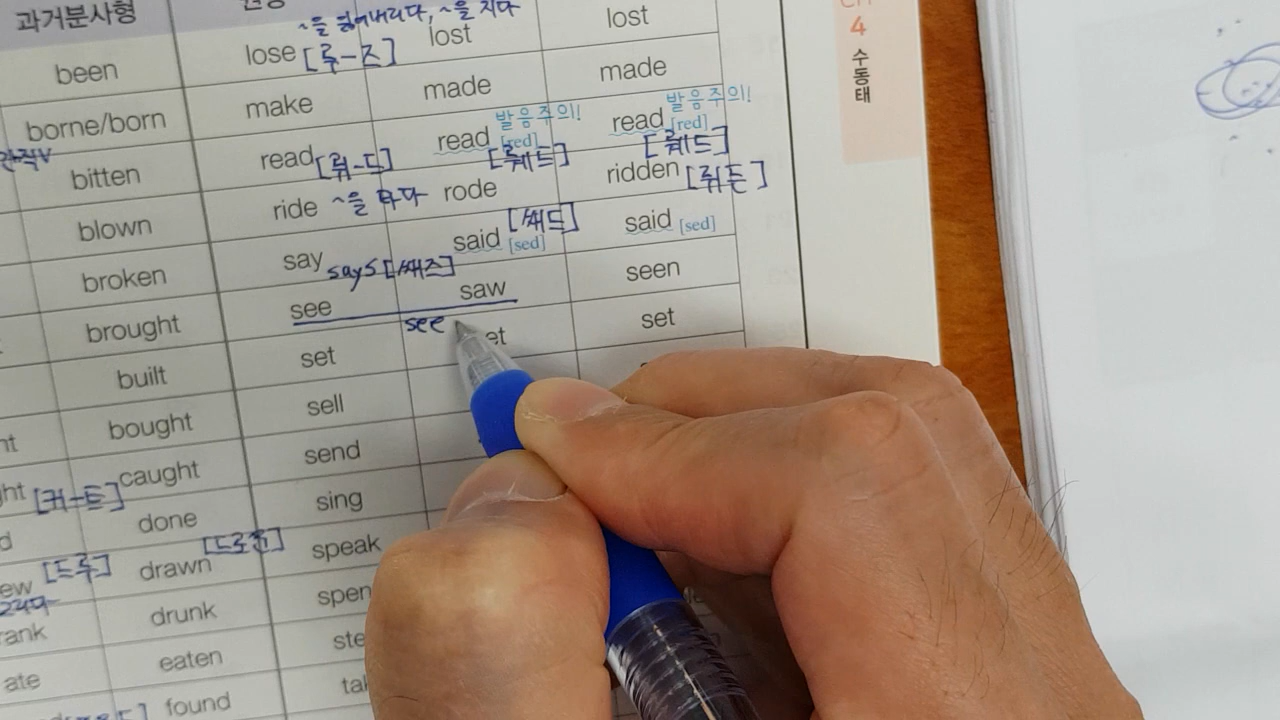 과거분사형
~을 잃어버리다, ~을 지다
been lose [루-즈] lost lost
borne/born make made made
발음주의! 발음주의!
bitten read [뤼-드] read [red] [뤠드] read [red] [뤠드]
blown ride ~을 타다 rode ridden [뤼든]
broken say says [쌔즈] said [sed] [쌔드] said [sed]
brought see saw seen
see
built set set
bought sell
caught send
[커-트]
done sing
drawn [드로온] speak
[드루]
drunk
eaten
ate
found
CH
4
수동태